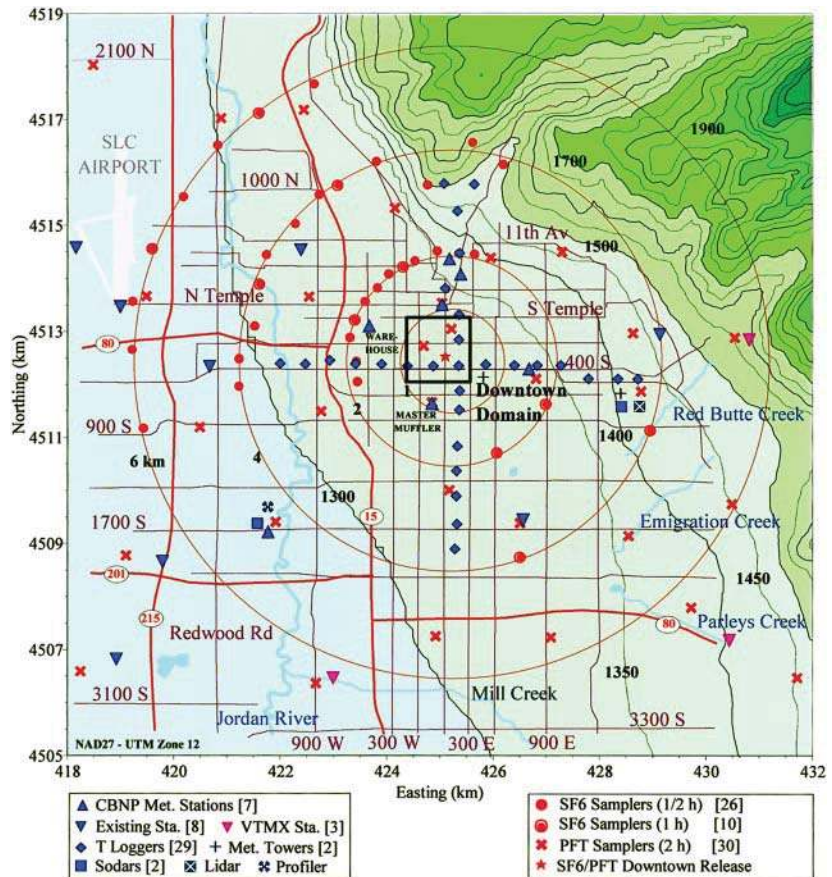 4519
4517
4515
4513
4511
4509
4507
4505
Northing (km)
2100 N
SLC
AIRPORT
1000 N
1900
1700
11th Av
1500
N Temple
S Temple
80
WARE-
HOUSE
400 S
1
Downtown
Domain
2
MASTER
MUFFLER
Red Butte Creek
900 S
1400
6 km
4
1300
1700 S
15
Emigration Creek
201
1450
215
Parleys Creek
80
Redwood Rd
1350
3100 S
Mill Creek
Jordan River
3300 S
NAD27 - UTM Zone 12
900 W 300 W 300 E 900 E
418 420 422 424 426 428 430 432
Easting (km)
CBNP Met. Stations [7]
Existing Sta. [8] VTMX Sta. [3]
T Loggers [29] Met. Towers [2]
Sodars [2] Lidar Profiler
SF6 Samplers (1/2 h) [26]
SF6 Samplers (1 h) [10]
PFT Samplers (2 h) [30]
SF6/PFT Downtown Release